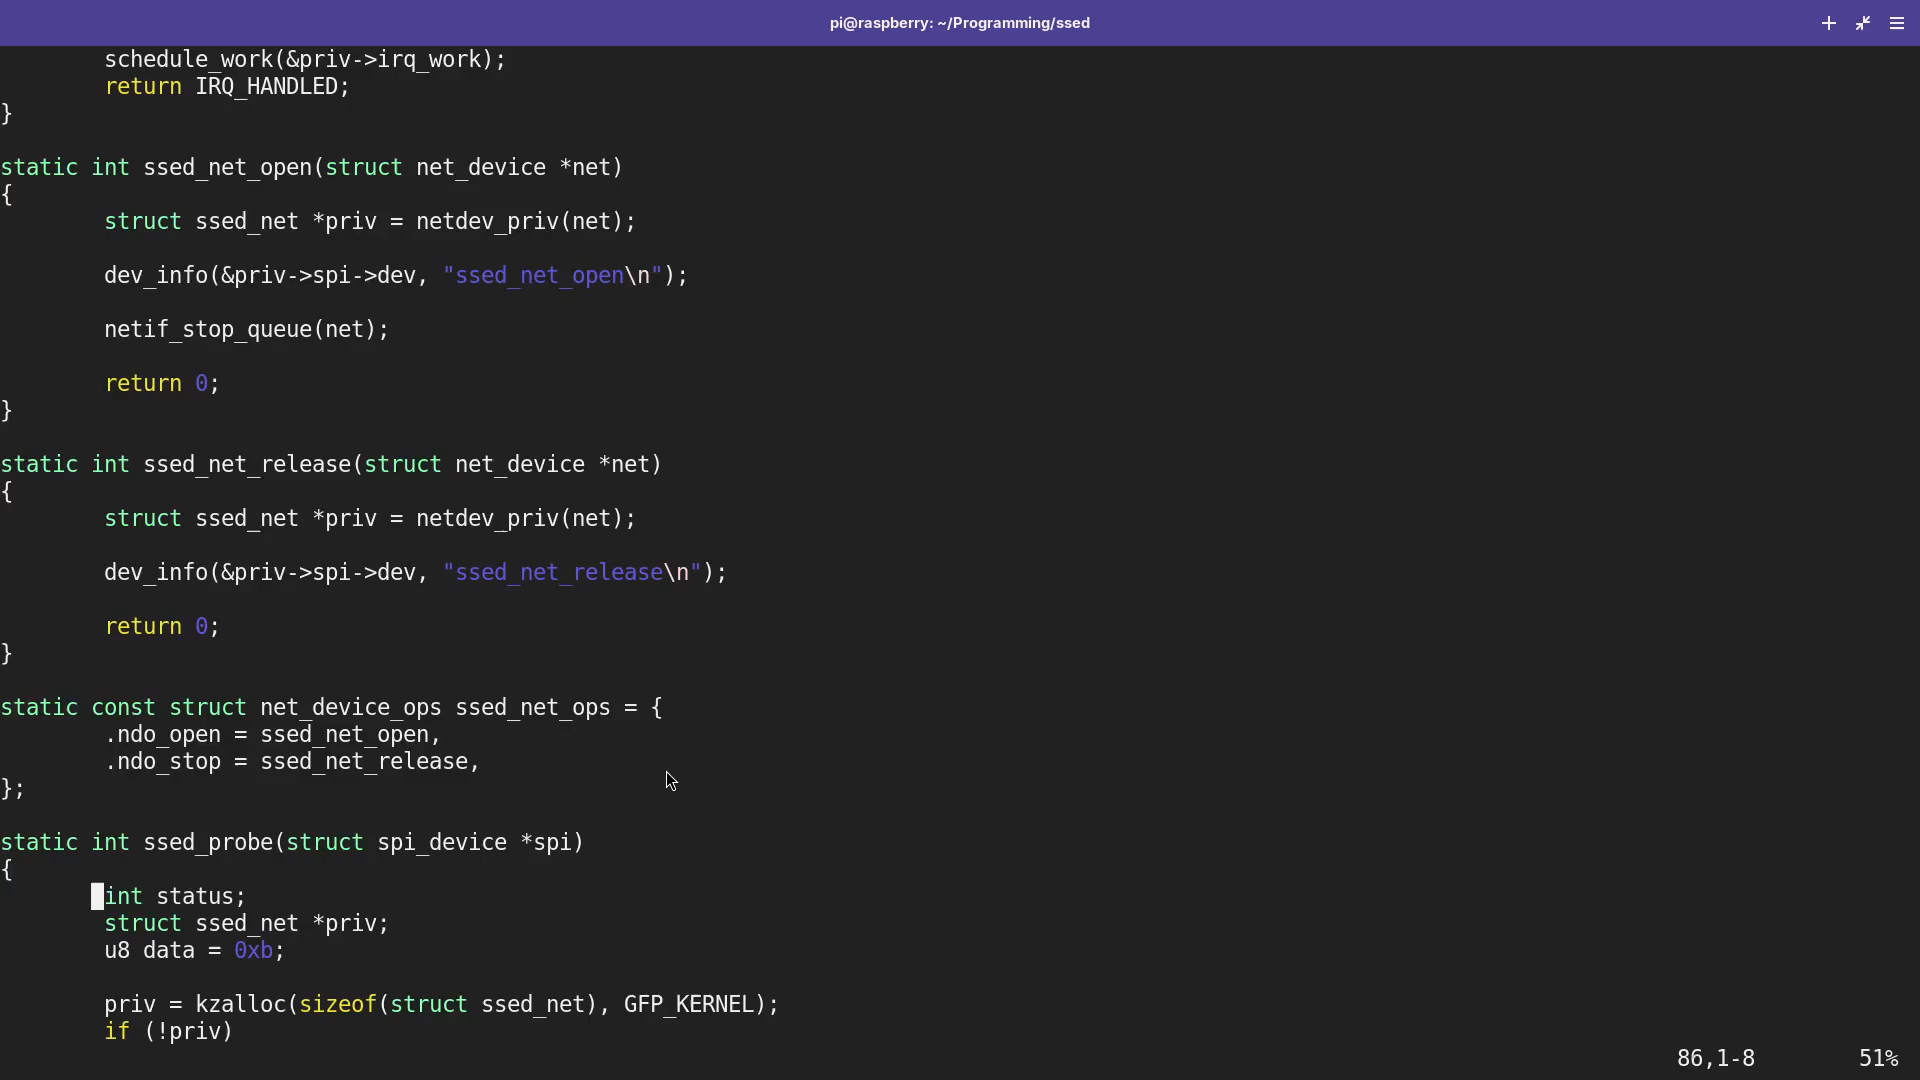 pi@raspberry: ~/Programming/ssed
        schedule_work(&priv->irq_work);
        return IRQ_HANDLED;
}

static int ssed_net_open(struct net_device *net)
{
        struct ssed_net *priv = netdev_priv(net);

        dev_info(&priv->spi->dev, "ssed_net_open\n");

        netif_stop_queue(net);

        return 0;
}

static int ssed_net_release(struct net_device *net)
{
        struct ssed_net *priv = netdev_priv(net);

        dev_info(&priv->spi->dev, "ssed_net_release\n");

        return 0;
}

static const struct net_device_ops ssed_net_ops = {
        .ndo_open = ssed_net_open,
        .ndo_stop = ssed_net_release,
};

static int ssed_probe(struct spi_device *spi)
{
        int status;
        struct ssed_net *priv;
        u8 data = 0xb;

        priv = kzalloc(sizeof(struct ssed_net), GFP_KERNEL);
        if (!priv)
86,1-8 51%